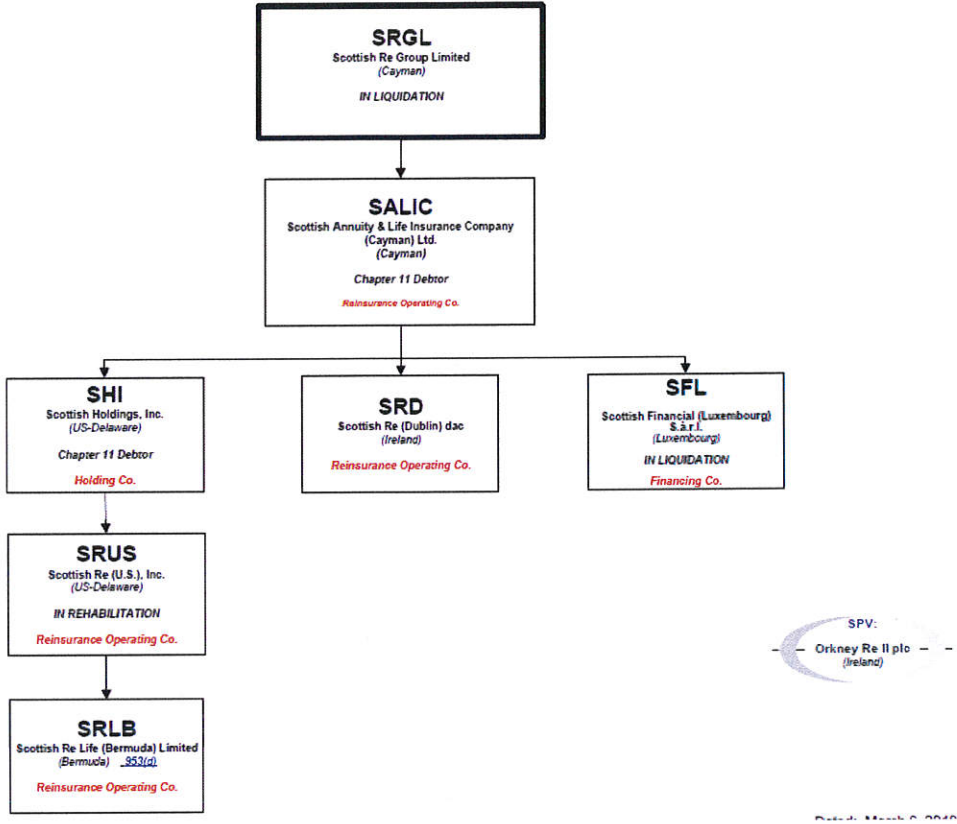 SRGL
Scottish Re Group Limited
(Cayman)
IN LIQUIDATION
SALIC
Scottish Annuity & Life Insurance Company
(Cayman) Ltd.
(Cayman)
Chapter 11 Debtor
Reinsurance Operating Co.
SHI
Scottish Holdings, Inc.
(US-Delaware)
Chapter 11 Debtor
Holding Co.
SRD
Scottish Re (Dublin) dac
(Ireland)
Reinsurance Operating Co.
SFL
Scottish Financial (Luxembourg)
S.à r.l.
(Luxembourg)
IN LIQUIDATION
Financing Co.
SRUS
Scottish Re (U.S.), Inc.
(US-Delaware)
IN REHABILITATION
Reinsurance Operating Co.
SPV:
Orkney Re II plc
(Ireland)
SRLB
Scottish Re Life (Bermuda) Limited
(Bermuda) 953(d)
Reinsurance Operating Co.